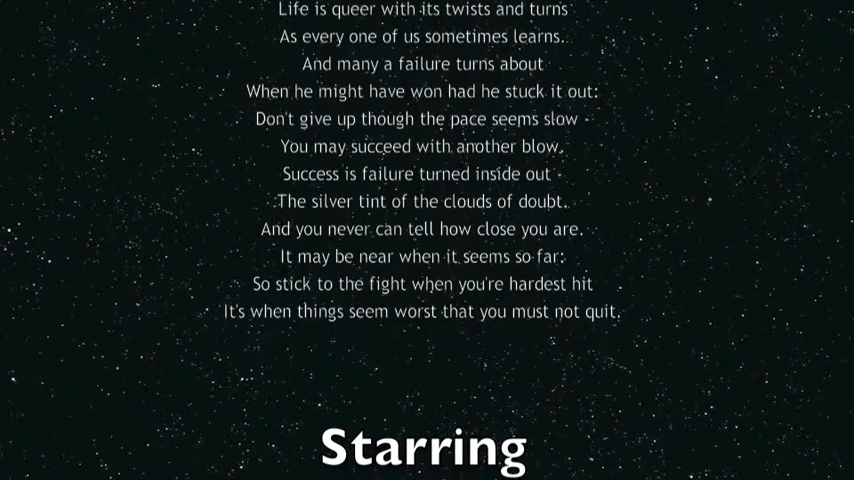 Life is queer with its twists and turns
As every one of us sometimes learns.
And many a failure turns about
When he might have won had he stuck it out:
Don't give up though the pace seems slow -
You may succeed with another blow.
Success is failure turned inside out -
The silver tint of the clouds of doubt.
And you never can tell how close you are.
It may be near when it seems so far:
So stick to the fight when you're hardest hit
It's when things seem worst that you must not quit.
Starring